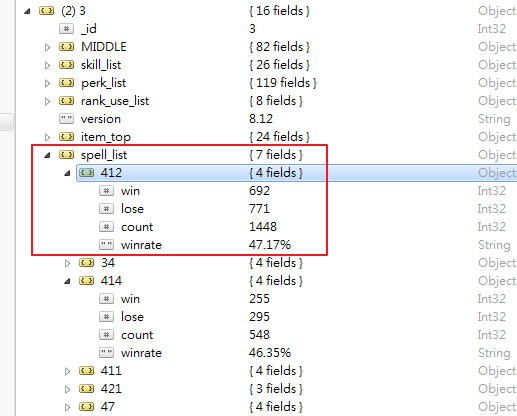 (2) 3 { 16 fields } Object
_id 3 Int32
MIDDLE { 82 fields } Object
skill_list { 26 fields } Object
perk_list { 119 fields } Object
rank_use_list { 8 fields } Object
version 8.12 String
item_top { 24 fields } Object
spell_list { 7 fields } Object
412 { 4 fields } Object
win 692 Int32
lose 771 Int32
count 1448 Int32
winrate 47.17% String
34 { 4 fields } Object
414 { 4 fields } Object
win 255 Int32
lose 295 Int32
count 548 Int32
winrate 46.35% String
411 { 4 fields } Object
421 { 3 fields } Object
47 { 4 fields } Object